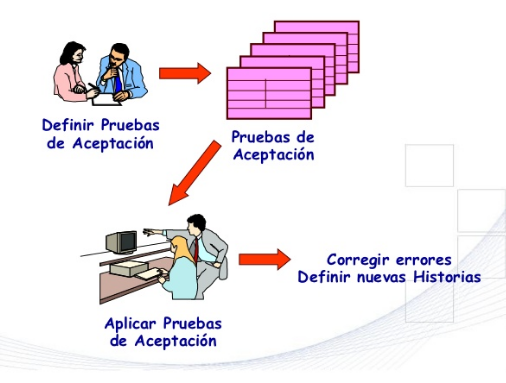 Definir Pruebas
de Aceptación
Pruebas de
Aceptación
Aplicar Pruebas
de Aceptación
Corregir errores
Definir nuevas Historias